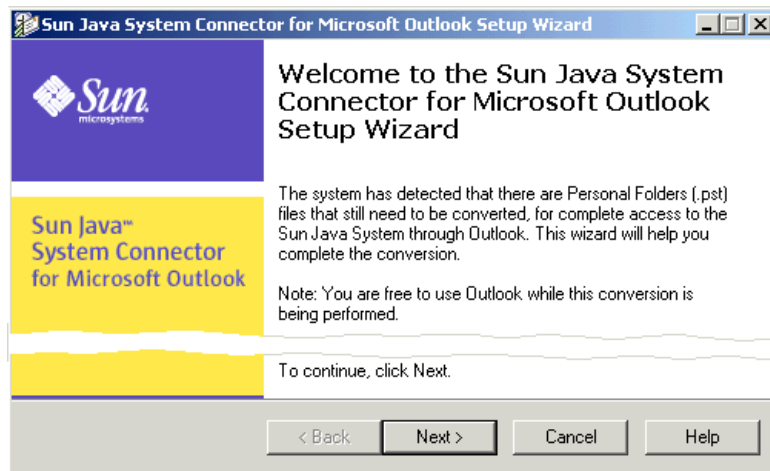 Sun Java System Connector for Microsoft Outlook Setup Wizard
Sun
microsystems
Welcome to the Sun Java System
Connector for Microsoft Outlook
Setup Wizard
Sun Java™
System Connector
for Microsoft Outlook
The system has detected that there are Personal Folders (.pst)
files that still need to be converted, for complete access to the
Sun Java System through Outlook. This wizard will help you
complete the conversion.
Note: You are free to use Outlook while this conversion is
being performed.
To continue, click Next.
< Back
Next >
Cancel
Help